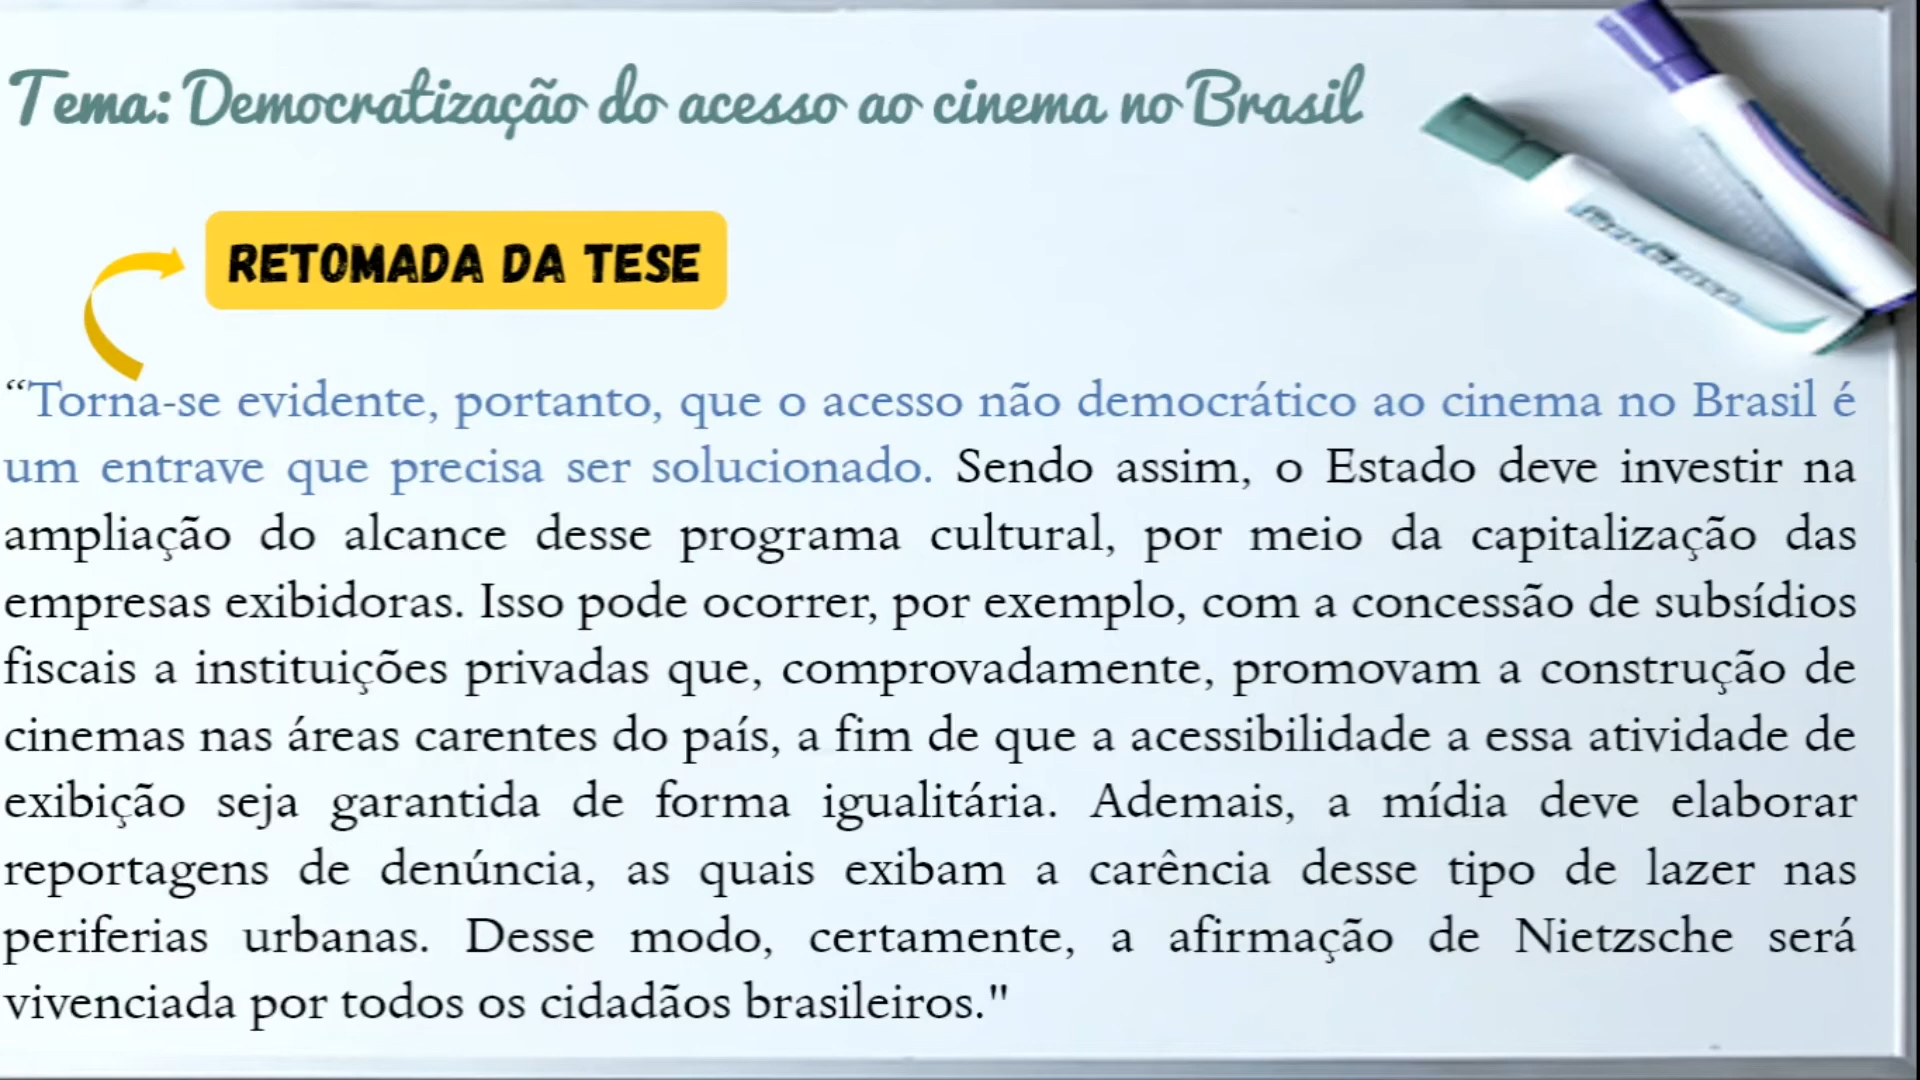 Tema: Democratização do acesso ao cinema no Brasil
RETOMADA DA TESE
“Torna-se evidente, portanto, que o acesso não democrático ao cinema no Brasil é
um entrave que precisa ser solucionado. Sendo assim, o Estado deve investir na
ampliação do alcance desse programa cultural, por meio da capitalização das
empresas exibidoras. Isso pode ocorrer, por exemplo, com a concessão de subsídios
fiscais a instituições privadas que, comprovadamente, promovam a construção de
cinemas nas áreas carentes do país, a fim de que a acessibilidade a essa atividade de
exibição seja garantida de forma igualitária. Ademais, a mídia deve elaborar
reportagens de denúncia, as quais exibam a carência desse tipo de lazer nas
periferias urbanas. Desse modo, certamente, a afirmação de Nietzsche será
vivenciada por todos os cidadãos brasileiros."